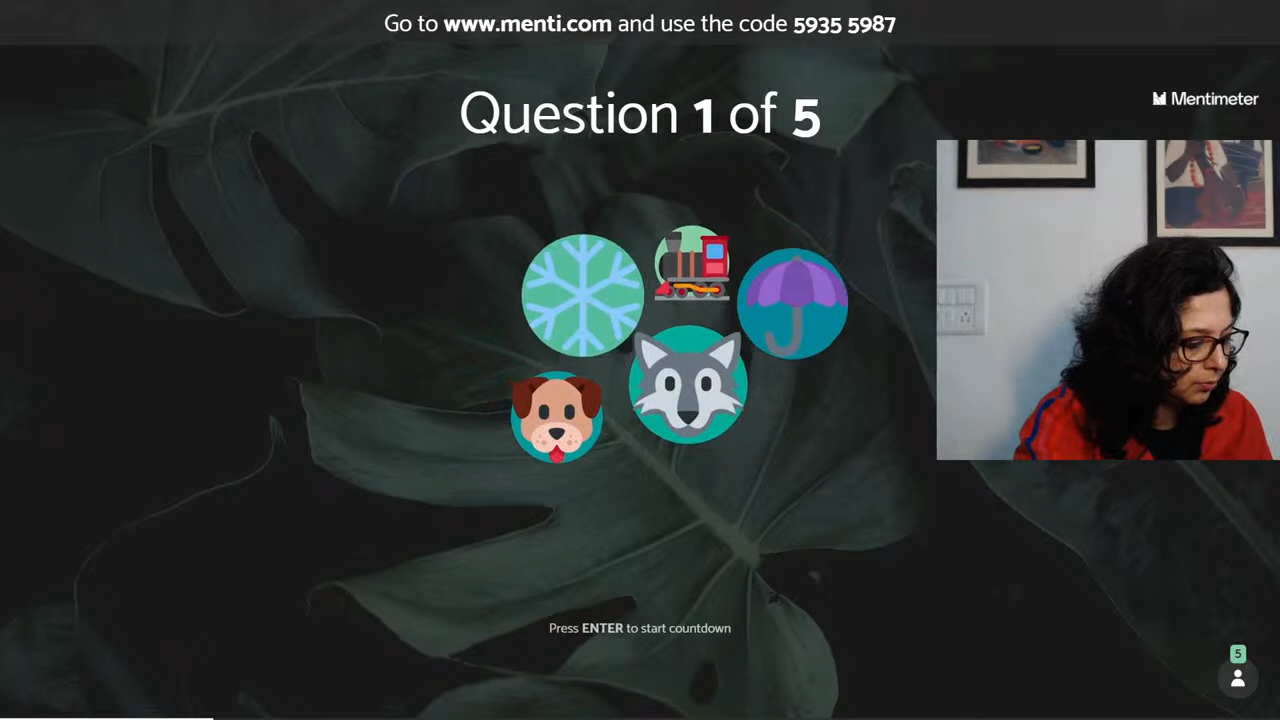 Go to www.menti.com and use the code 5935 5987
Question 1 of 5
Mentimeter
Press ENTER to start countdown
5